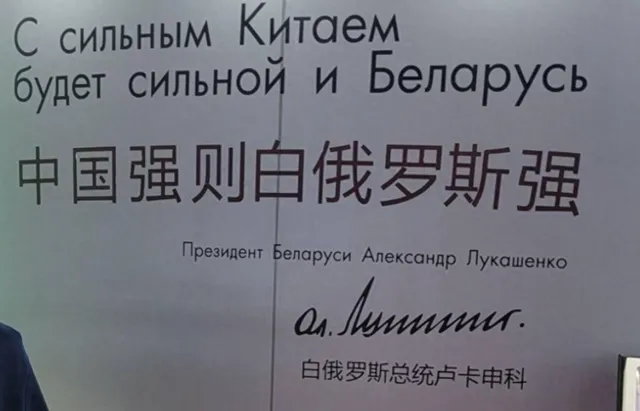 С сильным Китаем
будет сильной и Беларусь
中国强则白俄罗斯强
Президент Беларуси Александр Лукашенко
白俄罗斯总统卢卡申科